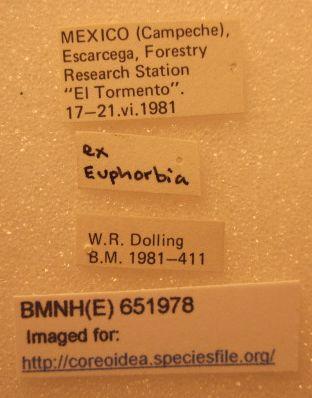 MEXICO (Campeche),
Escarcega, Forestry
Research Station
“El Tormento”.
17—21.vi.1981
ex
Euphorbia
W.R. Dolling
B.M. 1981—411
BMNH(E) 651978
Imaged for:
http://coreoidea.speciesfile.org/